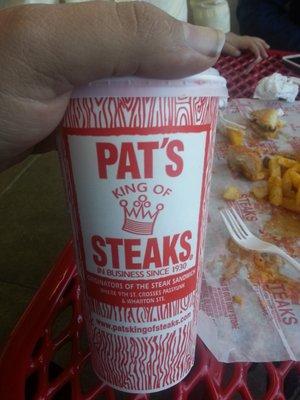 PAT'S
KING OF
STEAKS
IN BUSINESS SINCE 1930
ORIGINATORS OF THE STEAK SANDWICH
WHERE 9TH ST. CROSSES PASSYUNK
& WHARTON STS.
www.patskingofsteaks.com
STEAKS